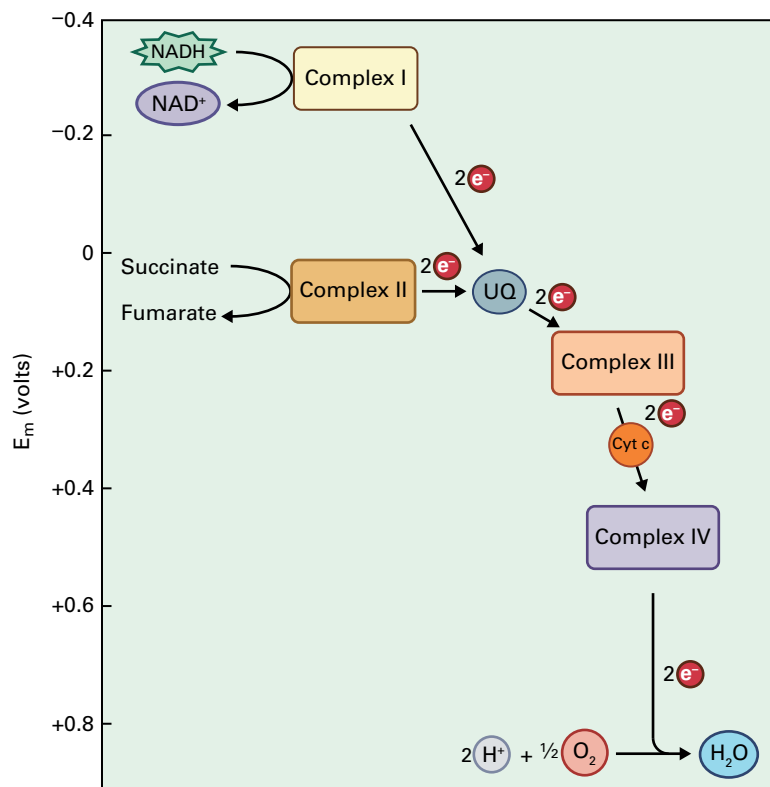 −0.4
NADH
Complex I
NAD⁺
−0.2
2 e⁻
0
Succinate
2 e⁻
Complex II
UQ
2 e⁻
Fumarate
Complex III
+0.2
2 e⁻
Cyt c
E_m (volts)
+0.4
Complex IV
+0.6
2 e⁻
+0.8
2 H⁺ + ½ O₂ H₂O